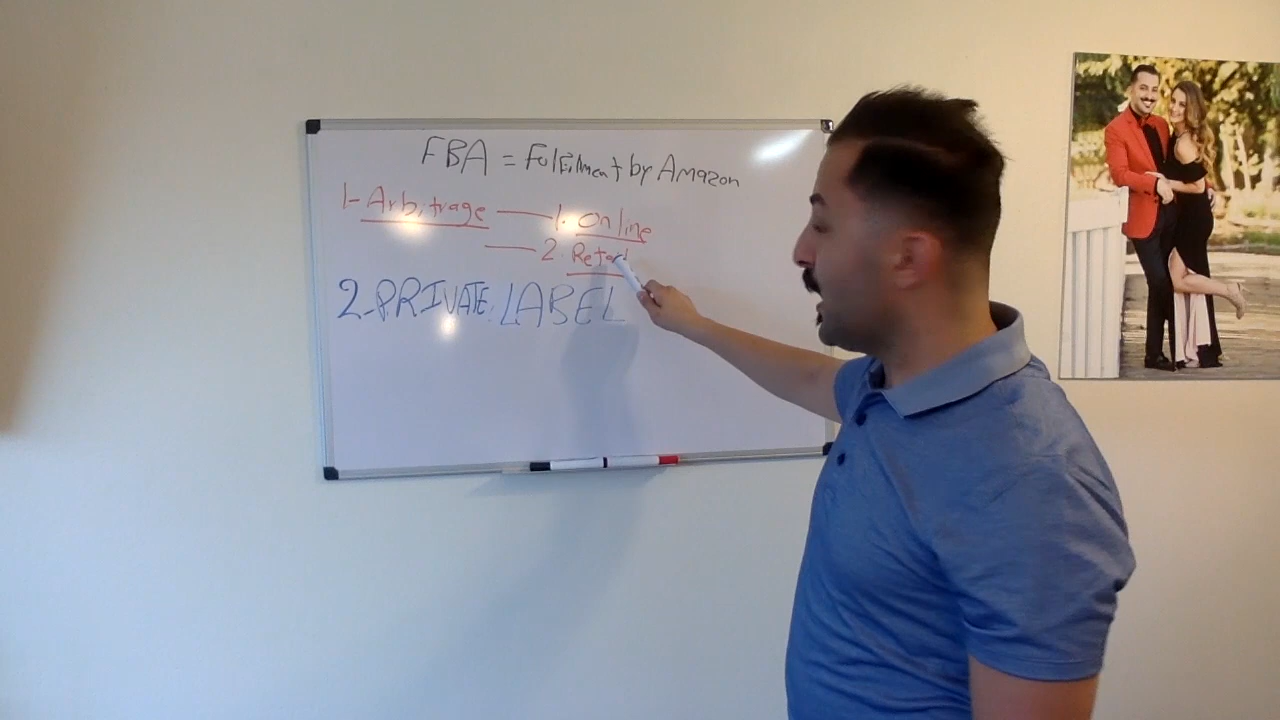 FBA = Fulfilment by Amazon
1- Arbitrage — 1. Online
— 2. Retail
2-PRIVATE LABEL